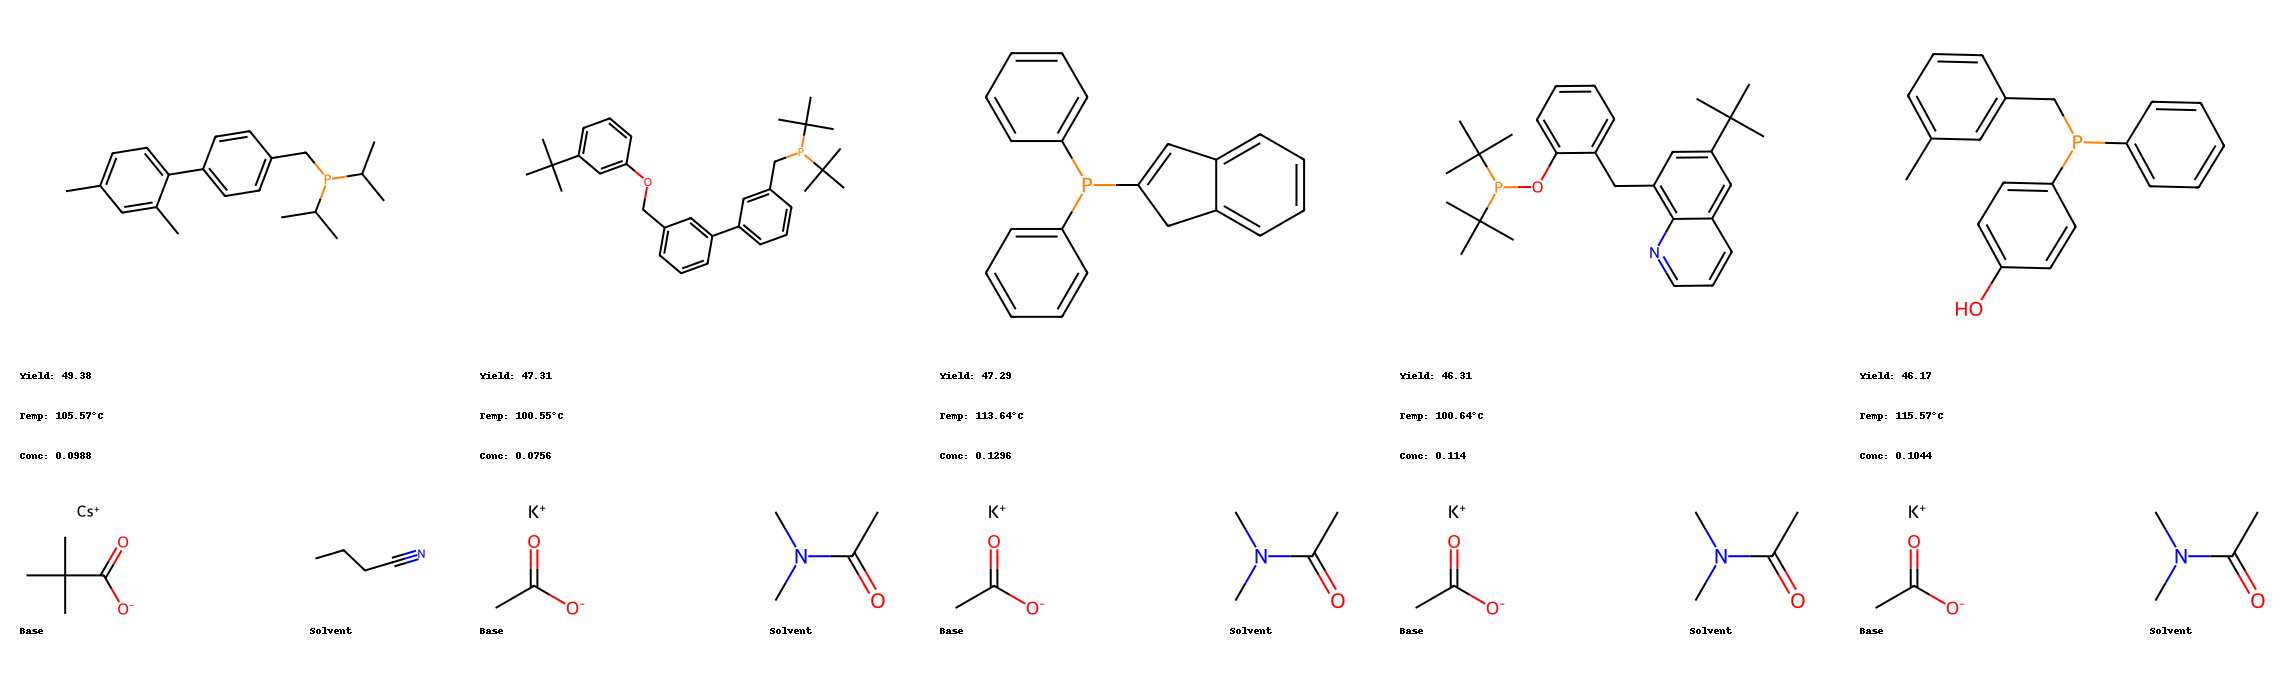 P
O
P
P
P
O
N
P
HO
Yield: 49.38
Yield: 47.31
Yield: 47.29
Yield: 46.31
Yield: 46.17
Temp: 105.57°C
Temp: 100.55°C
Temp: 113.64°C
Temp: 100.64°C
Temp: 115.57°C
Conc: 0.0988
Conc: 0.0756
Conc: 0.1296
Conc: 0.114
Conc: 0.1044
Cs⁺
K⁺
K⁺
K⁺
K⁺
O
N
O
N
O
N
O
N
O
N
O⁻
O⁻
O
O⁻
O
O⁻
O
O⁻
O
Base
Solvent
Base
Solvent
Base
Solvent
Base
Solvent
Base
Solvent